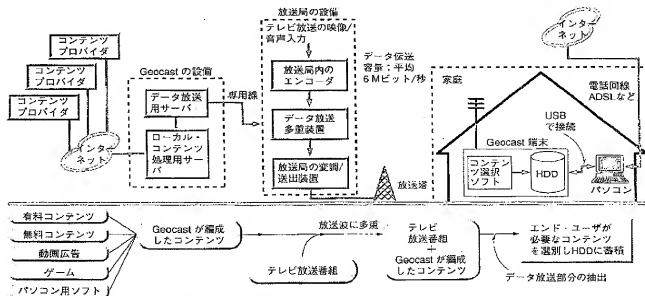 コンテンツ
プロバイダ
コンテンツ
プロバイダ
コンテンツ
プロバイダ
インター
ネット
Geocast の設備
データ放送
用サーバ
ローカル・
コンテンツ
処理用サー
バ
専用線
放送局の設備
テレビ放送の映像/
音声入力
放送局内の
エンコーダ
データ放送
多重装置
放送局の変調/
送出装置
データ伝送
容量:平均
6 Mビット/秒
放送塔
インター
ネット
家庭
電話回線
ADSLなど
USB
で接続
Geocast 端末
コンテン
ツ選択
ソフト
HDD
パソコン
有料コンテンツ
無料コンテンツ
動画広告
ゲーム
パソコン用ソフト
Geocast が編成
したコンテンツ
放送波に多重
テレビ放送番組
テレビ
放送番組
Geocast が編成
したコンテンツ
データ放送部分の抽出
エンド・ユーザが
必要なコンテンツ
を選別しHDDに蓄積